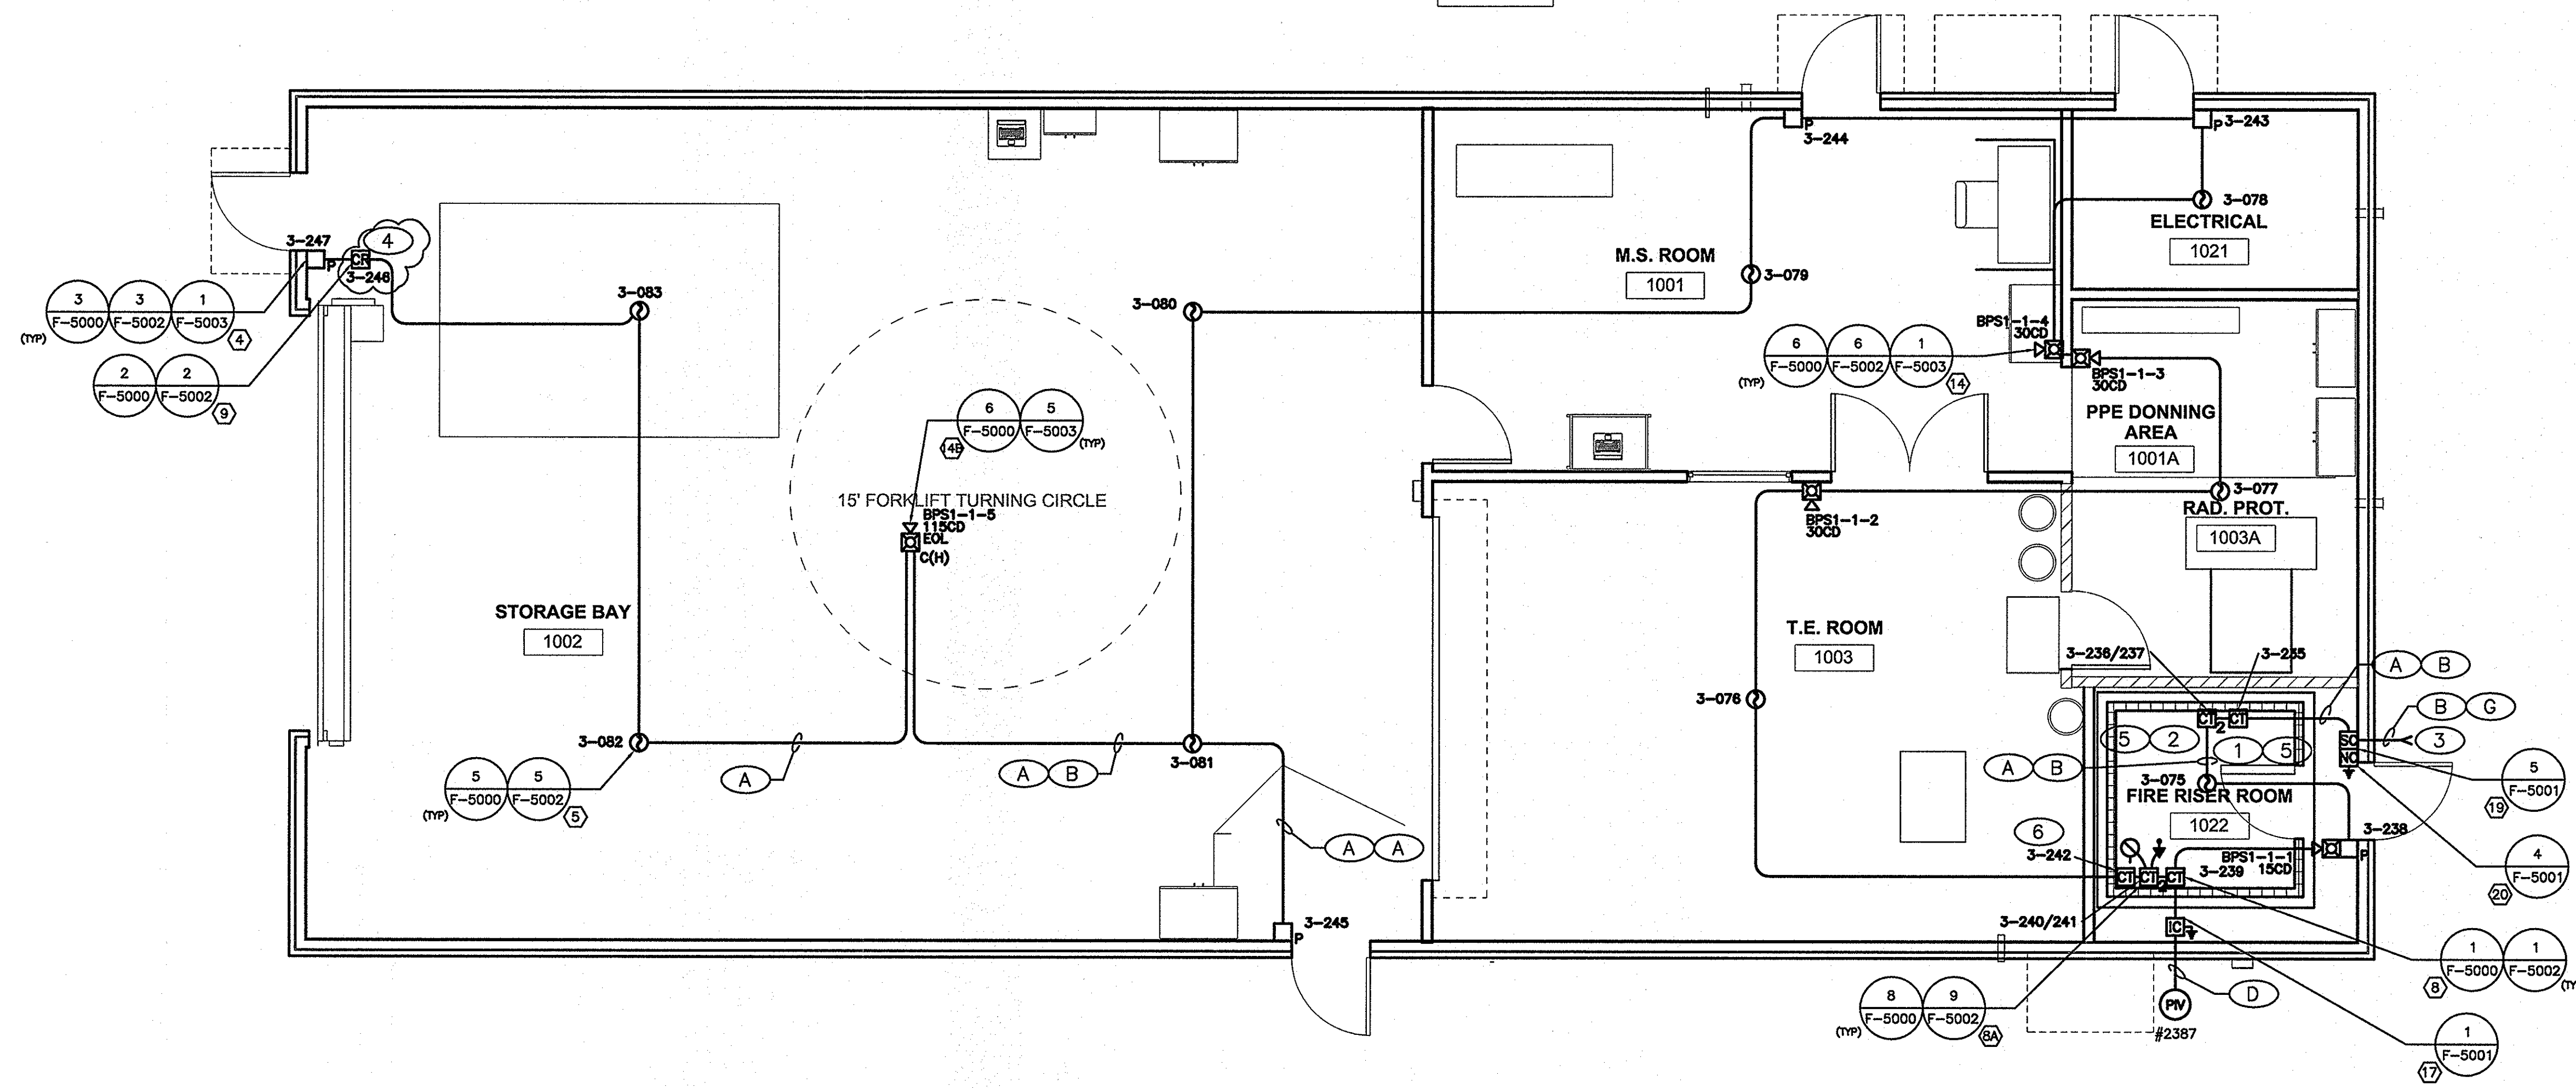 P
3-244
P
3-243
3-078
ELECTRICAL
1021
3-247
P
CR
3-246
4
3
F-5000
3
F-5002
1
F-5003
(TYP)
4
2
F-5000
2
F-5002
9
3-083
3-080
M.S. ROOM
1001
3-079
BPS1-1-4
30CD
6
F-5000
6
F-5002
1
F-5003
(TYP)
14
BPS1-1-3
30CD
PPE DONNING
AREA
1001A
6
F-5000
5
F-5003
(TYP)
14B
15' FORKLIFT TURNING CIRCLE
BPS1-1-5
115CD
EOL
C(H)
BPS1-1-2
30CD
3-077
RAD. PROT.
1003A
STORAGE BAY
1002
T.E. ROOM
1003
3-236/237
3-235
A B
3-076
CT 2 CT
B G
3
SC
NC
5 2
1 5
3-082
A
A B
3-081
A B
3-075
FIRE RISER ROOM
1022
5
F-5000
5
F-5002
(TYP)
5
5
F-5001
19
6
3-238
P
A A
3-242
BPS1-1-1
15CD
3-239
CT CT 2 CT
4
F-5001
20
3-245
P
3-240/241
IC
1
F-5000
1
F-5002
8
8
F-5000
9
F-5002
(TYP)
8A
D
PIV
#2387
1
F-5001
17